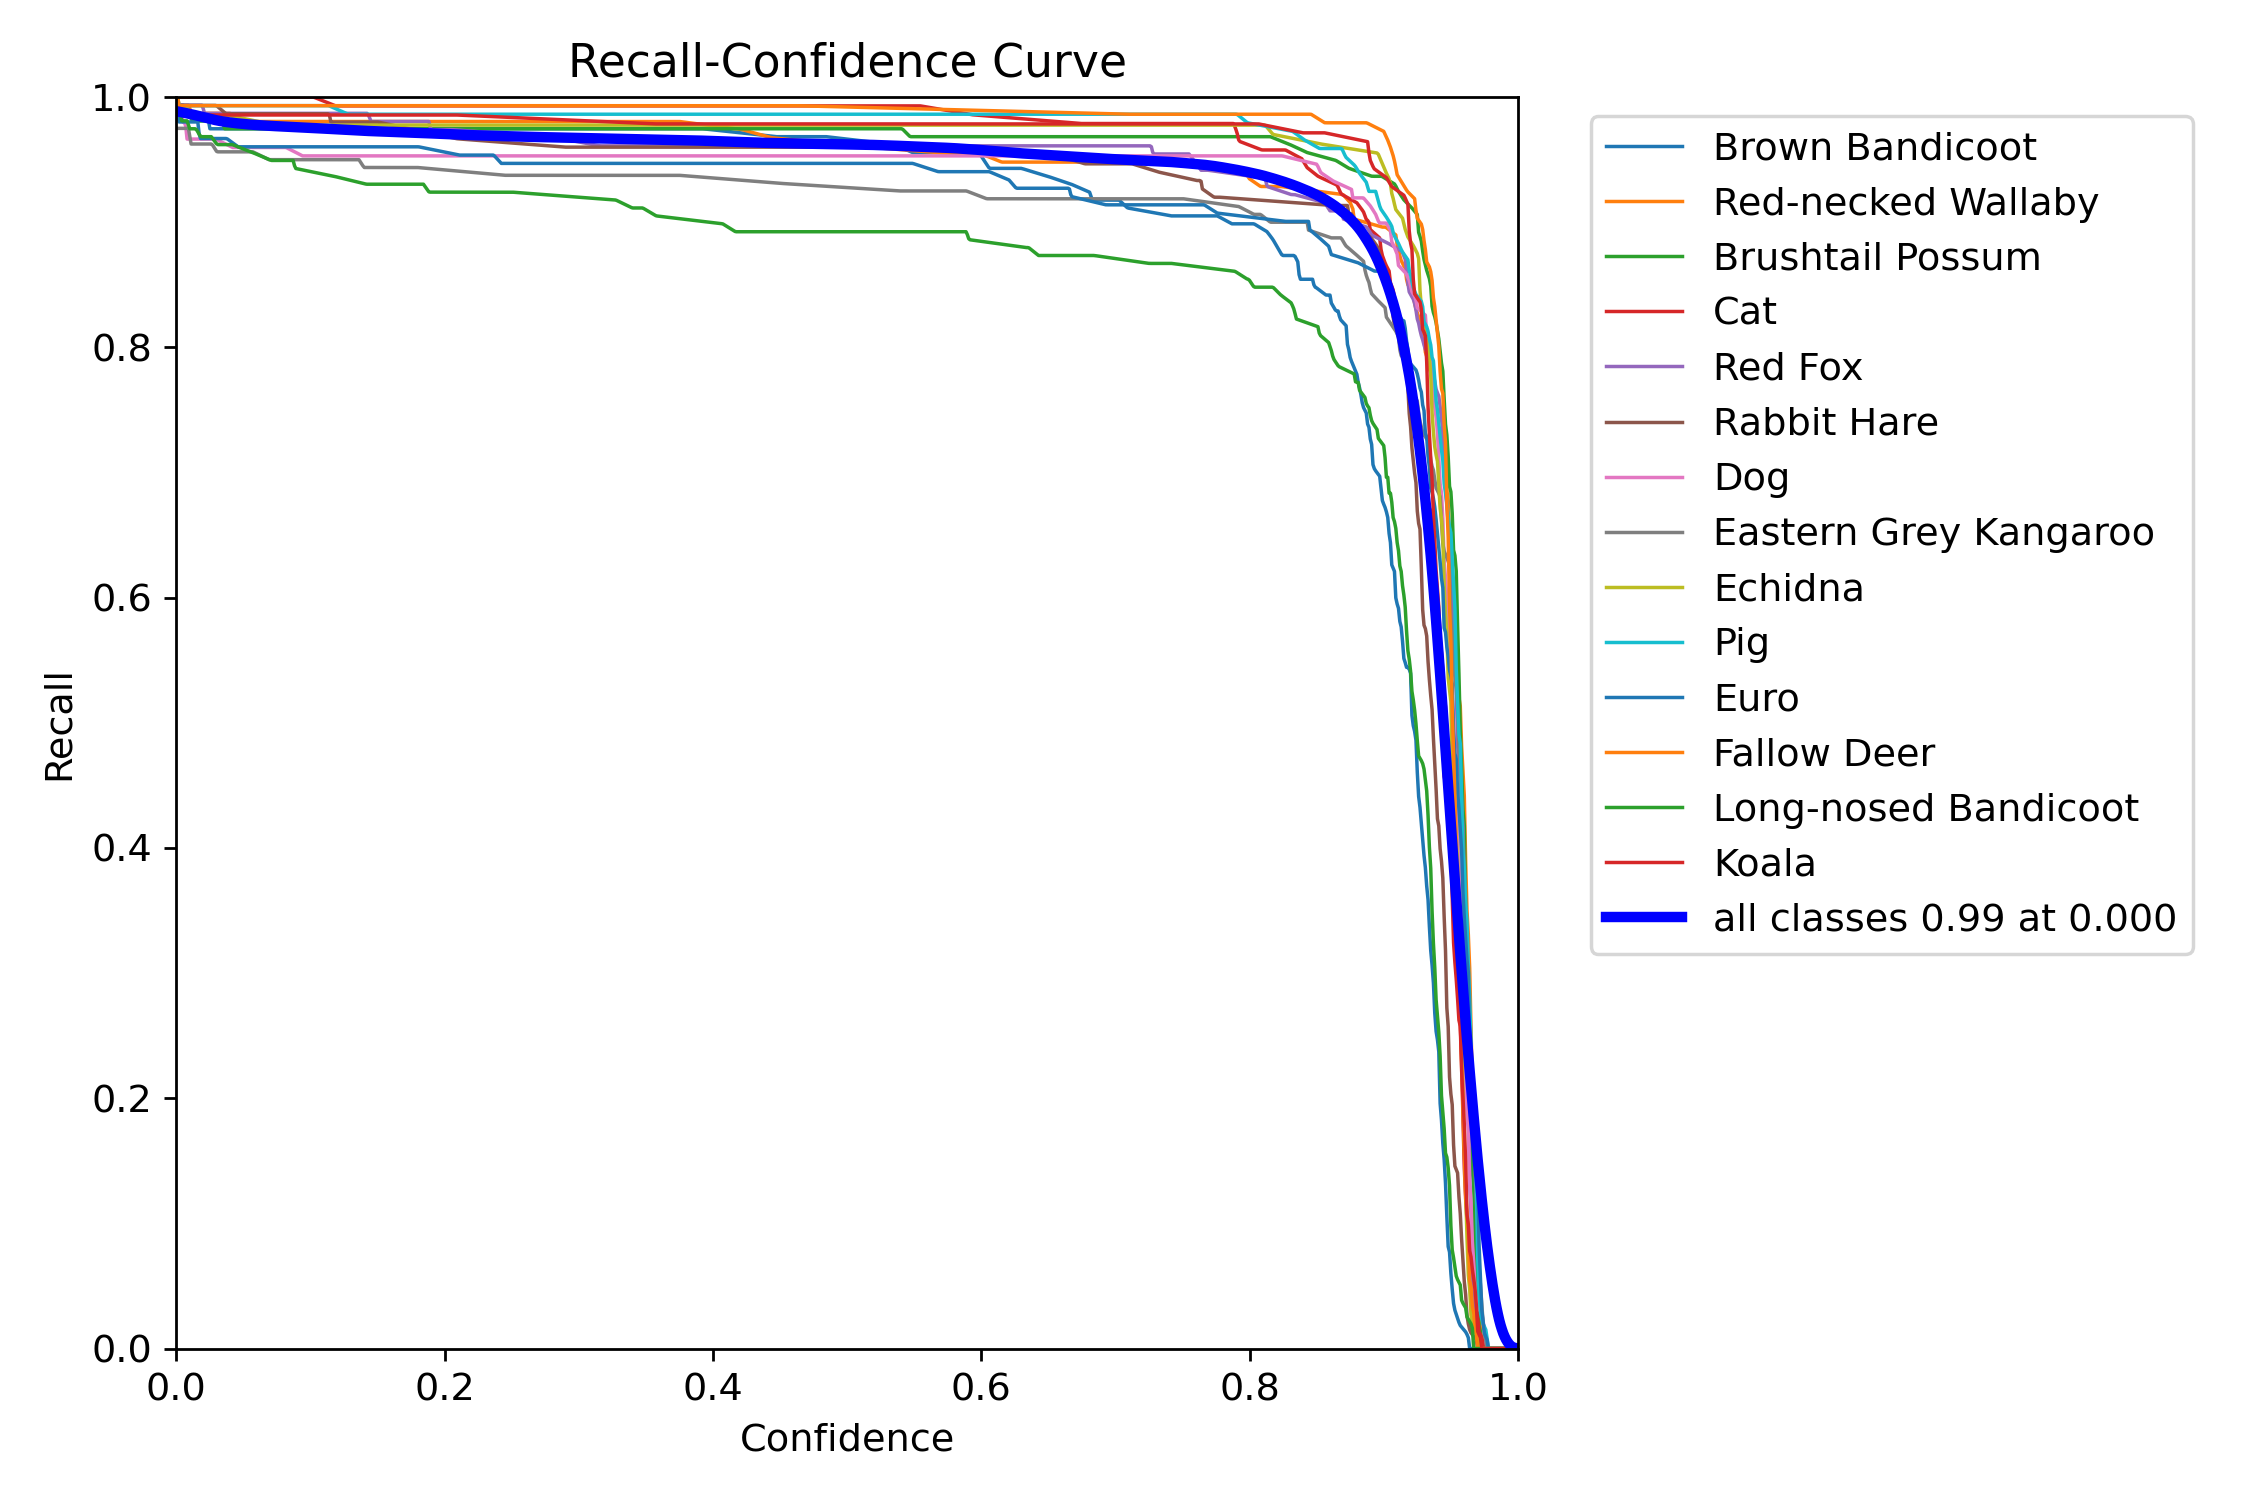 Recall-Confidence Curve
1.0
0.8
0.6
0.4
0.2
0.0
Recall
0.0 0.2 0.4 0.6 0.8 1.0
Confidence
Brown Bandicoot
Red-necked Wallaby
Brushtail Possum
Cat
Red Fox
Rabbit Hare
Dog
Eastern Grey Kangaroo
Echidna
Pig
Euro
Fallow Deer
Long-nosed Bandicoot
Koala
all classes 0.99 at 0.000